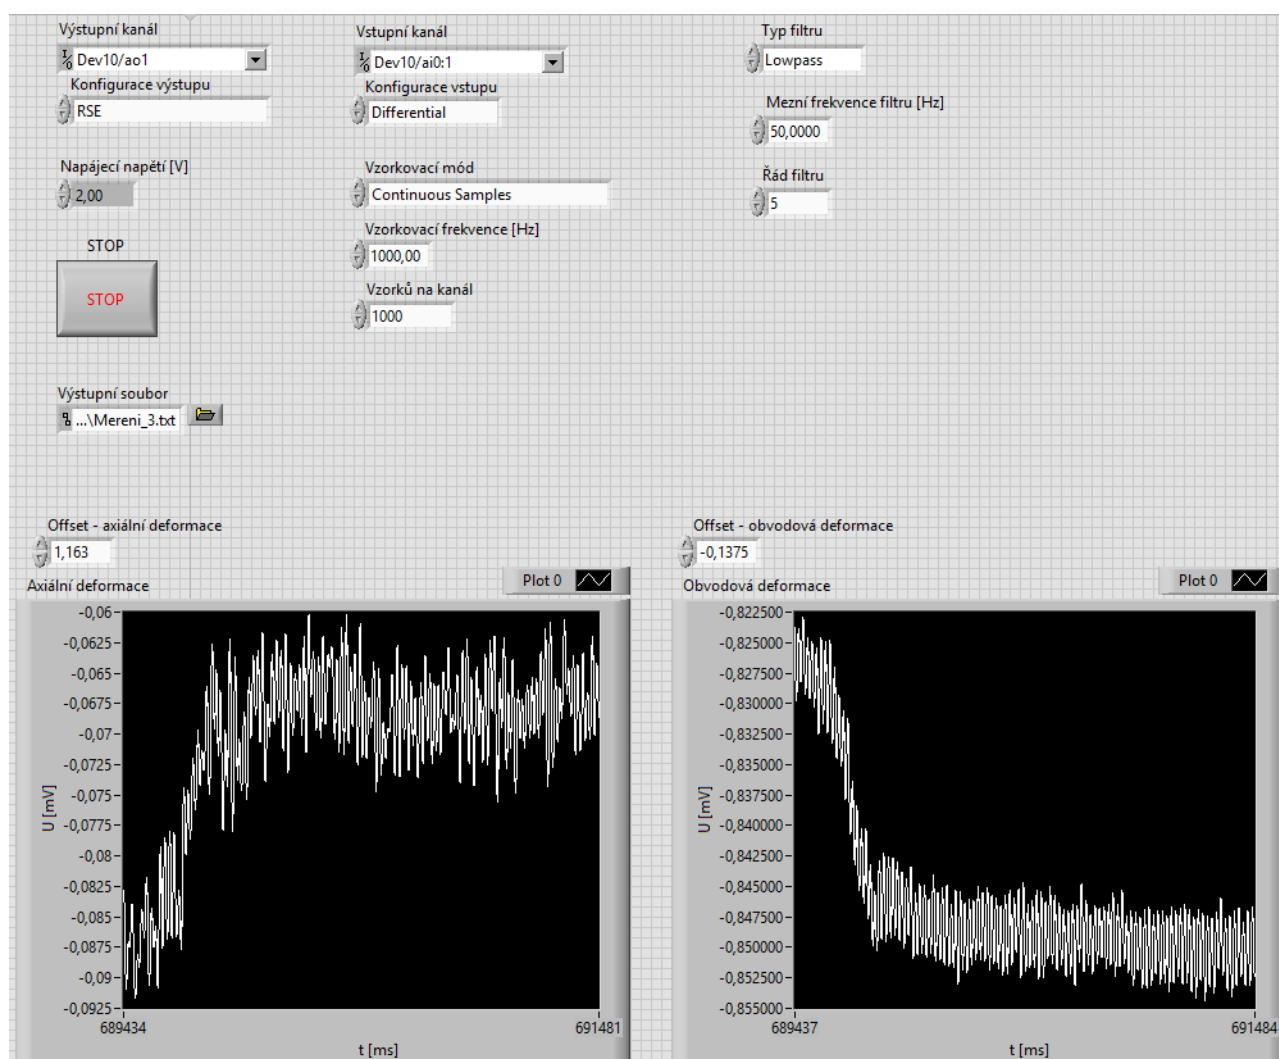 Výstupní kanál
Dev10/ao1
Konfigurace výstupu
RSE
Napájecí napětí [V]
2,00
STOP
STOP
Výstupní soubor
...\Mereni_3.txt
Vstupní kanál
Dev10/ai0:1
Konfigurace vstupu
Differential
Vzorkovací mód
Continuous Samples
Vzorkovací frekvence [Hz]
1000,00
Vzorků na kanál
1000
Typ filtru
Lowpass
Mezní frekvence filtru [Hz]
50,0000
Řád filtru
5
Offset - axiální deformace
1,163
Axiální deformace
Plot 0
-0,06
-0,0625
-0,065
-0,0675
-0,07
-0,0725
-0,075
-0,0775
-0,08
-0,0825
-0,085
-0,0875
-0,09
-0,0925
U [mV]
689434
691481
t [ms]
Offset - obvodová deformace
-0,1375
Obvodová deformace
Plot 0
-0,822500
-0,825000
-0,827500
-0,830000
-0,832500
-0,835000
-0,837500
-0,840000
-0,842500
-0,845000
-0,847500
-0,850000
-0,852500
-0,855000
U [mV]
689437
691484
t [ms]